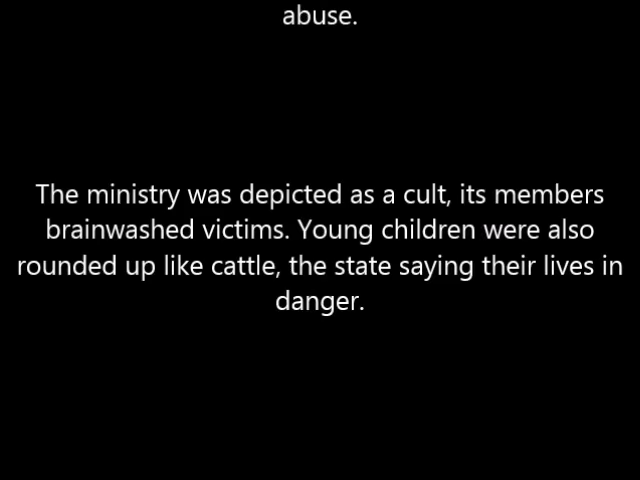 abuse.
The ministry was depicted as a cult, its members
brainwashed victims. Young children were also
rounded up like cattle, the state saying their lives in
danger.